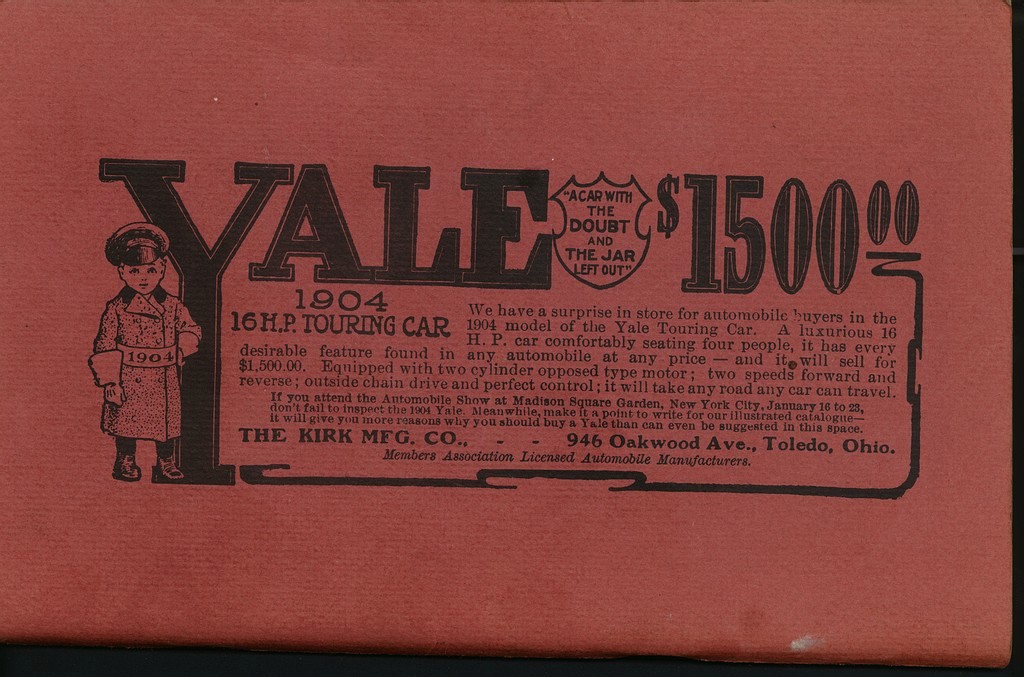 YALE
"A CAR WITH
THE
DOUBT
AND
THE JAR
LEFT OUT"
$1500.00
1904
16 H.P. TOURING CAR
1904
We have a surprise in store for automobile buyers in the
1904 model of the Yale Touring Car. A luxurious 16
H. P. car comfortably seating four people, it has every
desirable feature found in any automobile at any price — and it will sell for
$1,500.00. Equipped with two cylinder opposed type motor; two speeds forward and
reverse; outside chain drive and perfect control; it will take any road any car can travel.
If you attend the Automobile Show at Madison Square Garden, New York City, January 16 to 23,
don't fail to inspect the 1904 Yale. Meanwhile, make it a point to write for our illustrated catalogue—
it will give you more reasons why you should buy a Yale than can even be suggested in this space.
THE KIRK MFG. CO., - - 946 Oakwood Ave., Toledo, Ohio.
Members Association Licensed Automobile Manufacturers.